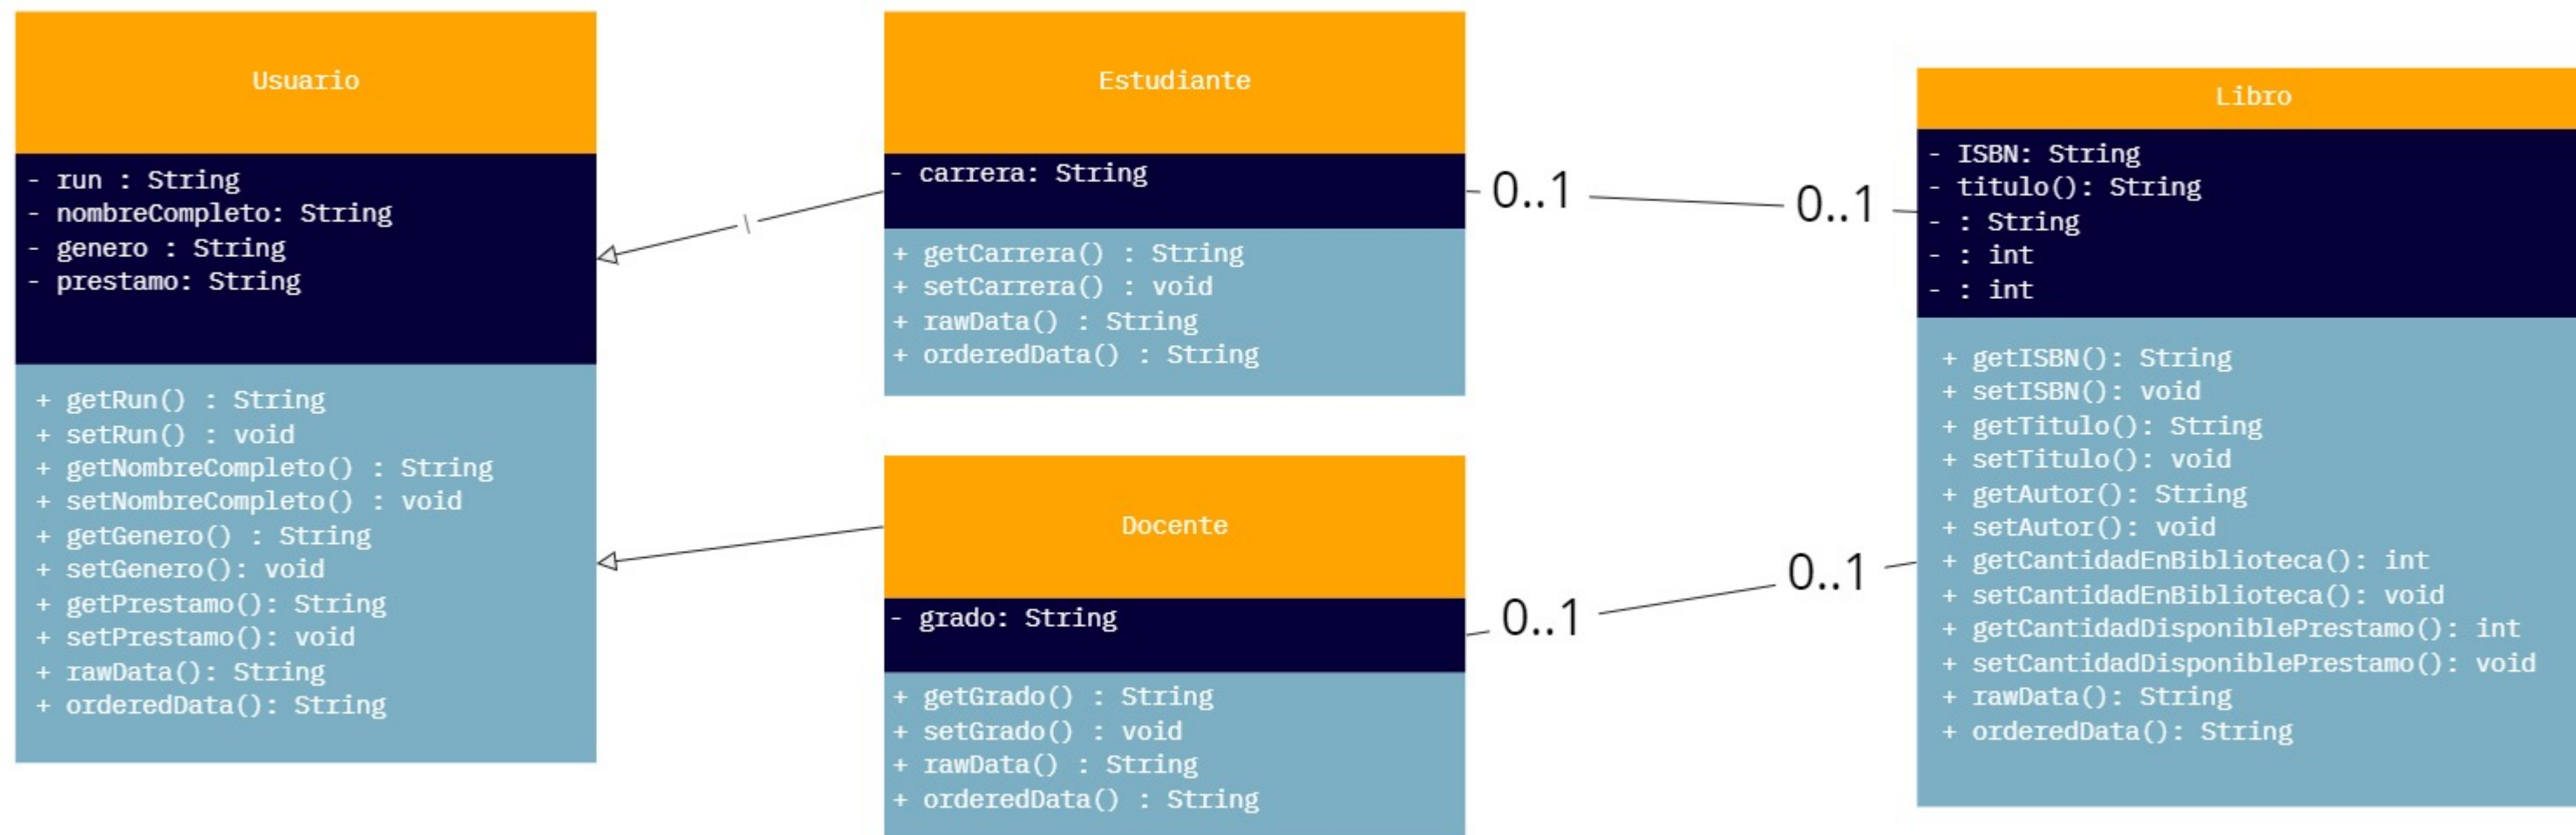 Usuario
- run : String
- nombreCompleto: String
- genero : String
- prestamo: String
+ getRun() : String
+ setRun() : void
+ getNombreCompleto() : String
+ setNombreCompleto() : void
+ getGenero() : String
+ setGenero(): void
+ getPrestamo(): String
+ setPrestamo(): void
+ rawData(): String
+ orderedData(): String
Estudiante
- carrera: String
+ getCarrera() : String
+ setCarrera() : void
+ rawData() : String
+ orderedData() : String
Docente
- grado: String
+ getGrado() : String
+ setGrado() : void
+ rawData() : String
+ orderedData() : String
0..1
0..1
0..1
0..1
Libro
- ISBN: String
- titulo(): String
- : String
- : int
- : int
+ getISBN(): String
+ setISBN(): void
+ getTitulo(): String
+ setTitulo(): void
+ getAutor(): String
+ setAutor(): void
+ getCantidadEnBiblioteca(): int
+ setCantidadEnBiblioteca(): void
+ getCantidadDisponiblePrestamo(): int
+ setCantidadDisponiblePrestamo(): void
+ rawData(): String
+ orderedData(): String